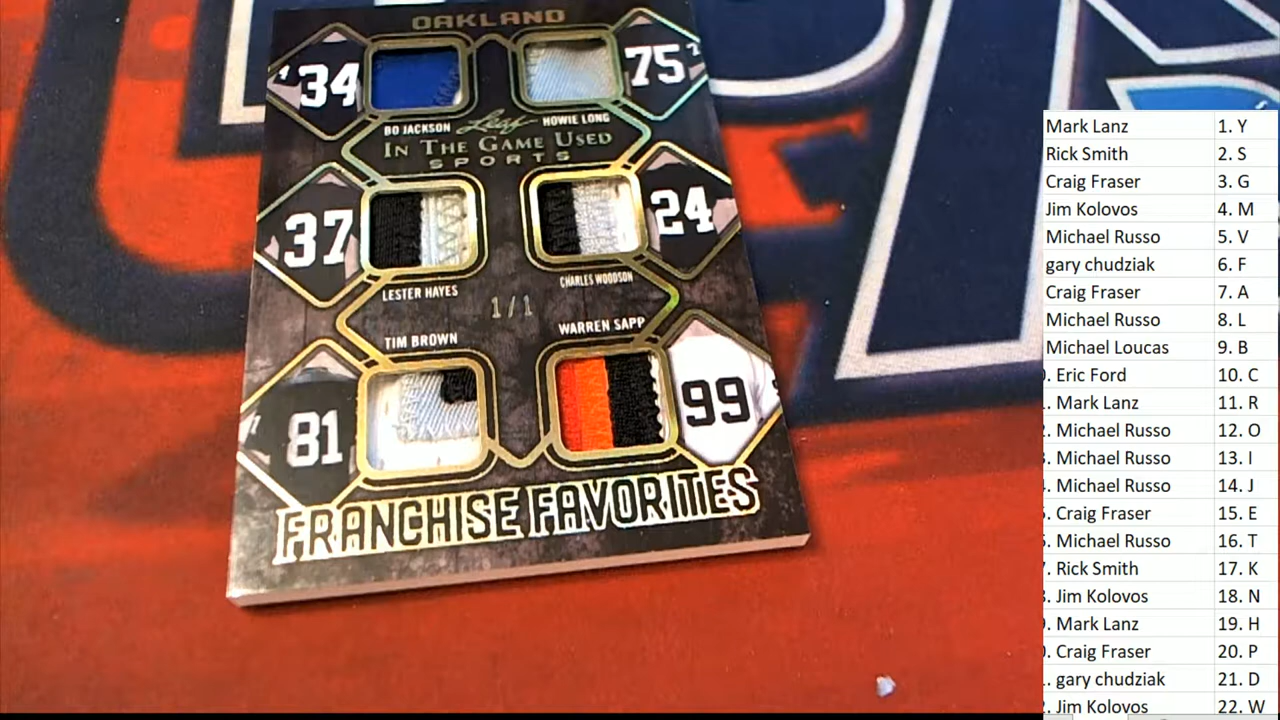 OAKLAND
34
75
BO JACKSON
Leaf
HOWIE LONG
IN THE GAME USED
SPORTS
37
24
LESTER HAYES
CHARLES WOODSON
1/1
TIM BROWN
WARREN SAPP
81
99
FRANCHISE FAVORITIES
Mark Lanz 1. Y
Rick Smith 2. S
Craig Fraser 3. G
Jim Kolovos 4. M
Michael Russo 5. V
gary chudziak 6. F
Craig Fraser 7. A
Michael Russo 8. L
Michael Loucas 9. B
. Eric Ford 10. C
. Mark Lanz 11. R
. Michael Russo 12. O
. Michael Russo 13. I
. Michael Russo 14. J
. Craig Fraser 15. E
. Michael Russo 16. T
. Rick Smith 17. K
. Jim Kolovos 18. N
. Mark Lanz 19. H
. Craig Fraser 20. P
. gary chudziak 21. D
. Jim Kolovos 22. W